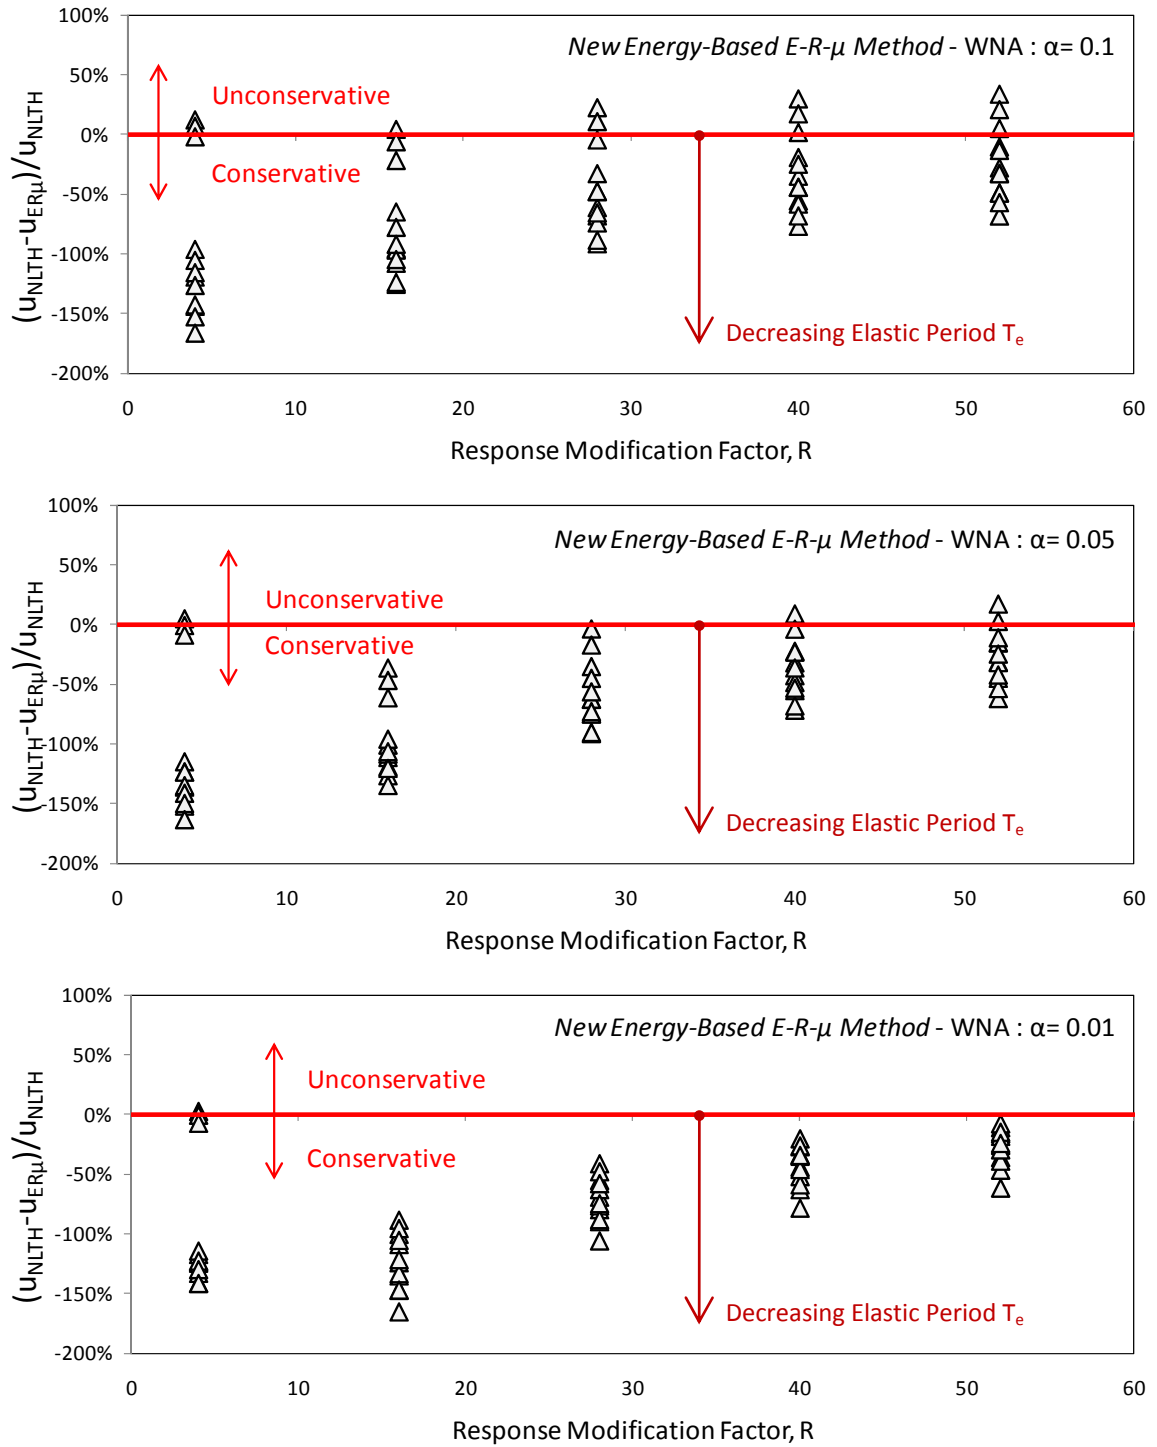 New Energy-Based E-R-μ Method - WNA : α= 0.1
100%
50%
0%
-50%
-100%
-150%
-200%
(uNLTH-uERμ)/uNLTH
Unconservative
Conservative
Decreasing Elastic Period Te
0 10 20 30 40 50 60
Response Modification Factor, R
New Energy-Based E-R-μ Method - WNA : α= 0.05
100%
50%
0%
-50%
-100%
-150%
-200%
(uNLTH-uERμ)/uNLTH
Unconservative
Conservative
Decreasing Elastic Period Te
0 10 20 30 40 50 60
Response Modification Factor, R
New Energy-Based E-R-μ Method - WNA : α= 0.01
100%
50%
0%
-50%
-100%
-150%
-200%
(uNLTH-uERμ)/uNLTH
Unconservative
Conservative
Decreasing Elastic Period Te
0 10 20 30 40 50 60
Response Modification Factor, R